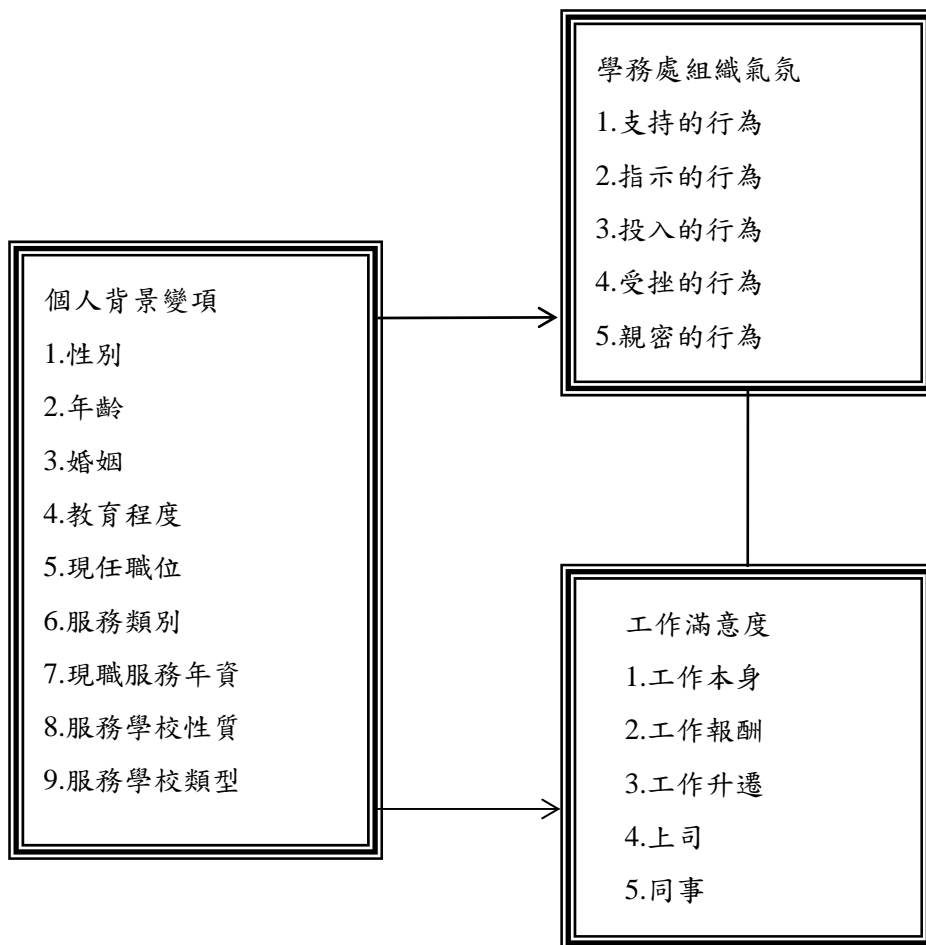 學務處組織氣氛
1.支持的行為
2.指示的行為
3.投入的行為
4.受挫的行為
5.親密的行為
個人背景變項
1.性別
2.年齡
3.婚姻
4.教育程度
5.現任職位
6.服務類別
7.現職服務年資
8.服務學校性質
9.服務學校類型
工作滿意度
1.工作本身
2.工作報酬
3.工作升遷
4.上司
5.同事